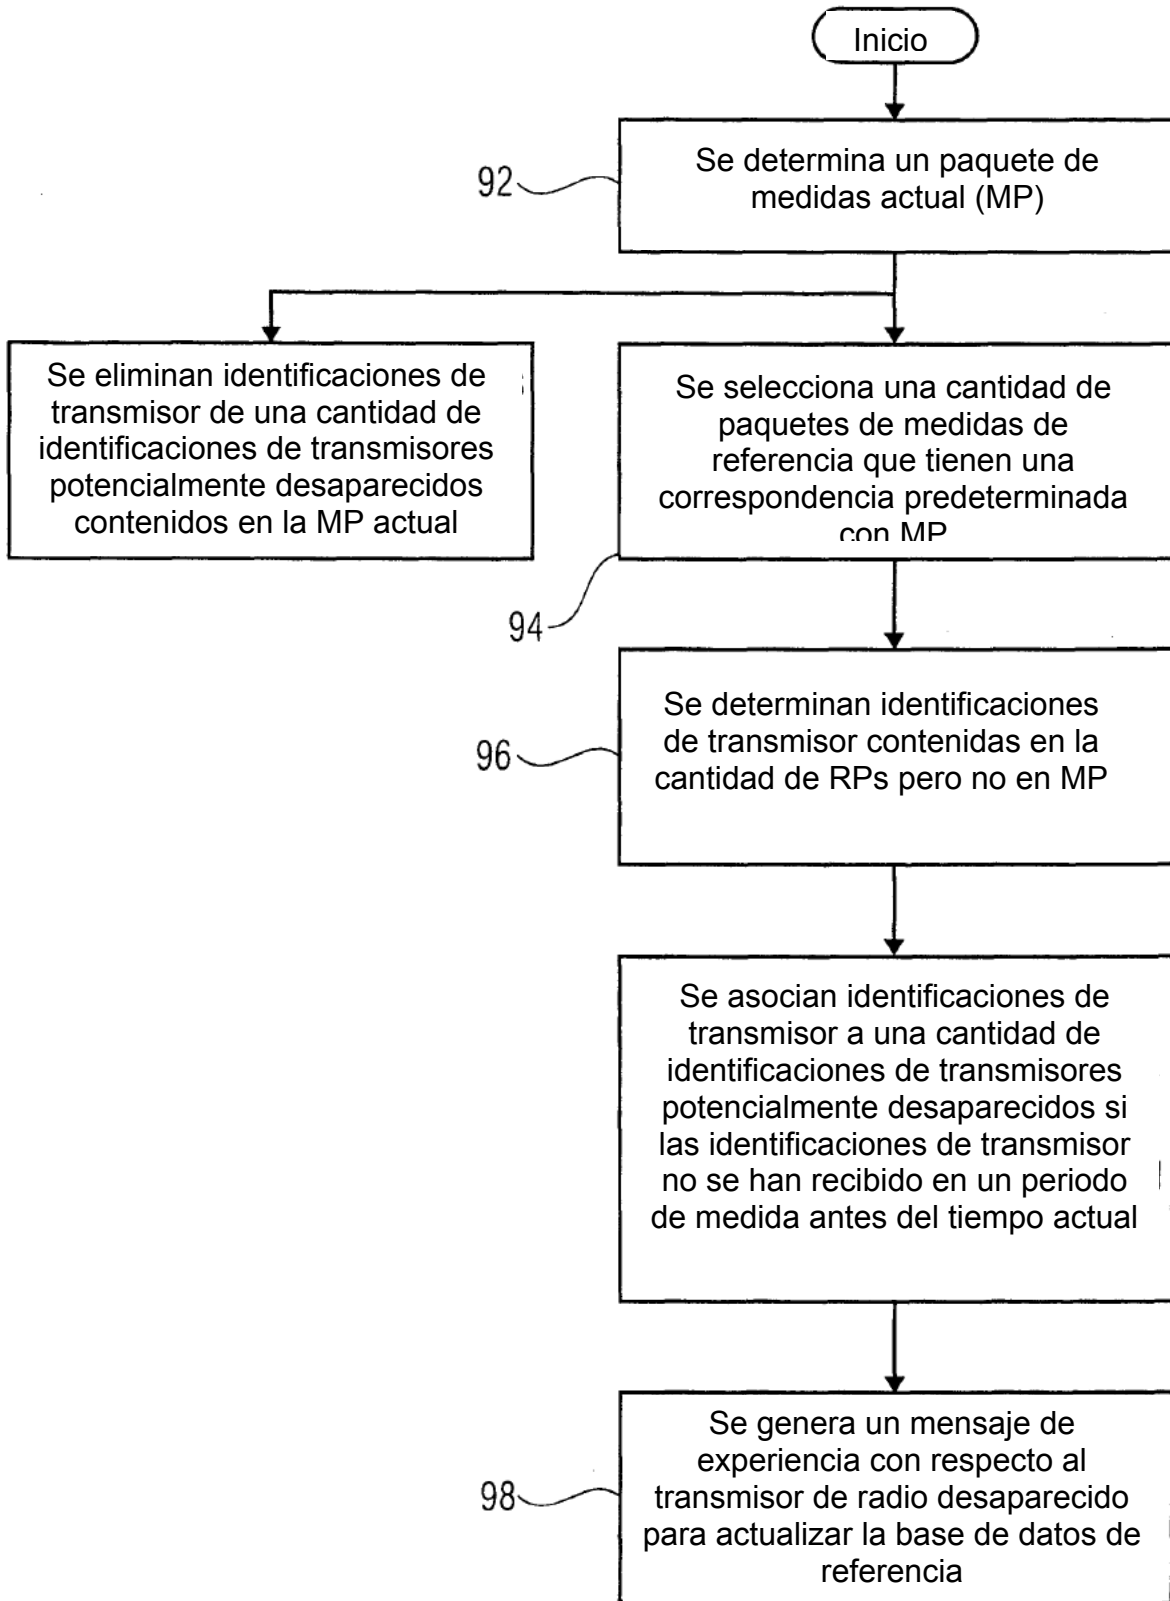 Inicio
Se determina un paquete de
medidas actual (MP)
92
Se eliminan identificaciones de
transmisor de una cantidad de
identificaciones de transmisores
potencialmente desaparecidos
contenidos en la MP actual
Se selecciona una cantidad de
paquetes de medidas de
referencia que tienen una
correspondencia predeterminada
con MP
94
Se determinan identificaciones
de transmisor contenidas en la
cantidad de RPs pero no en MP
96
Se asocian identificaciones de
transmisor a una cantidad de
identificaciones de transmisores
potencialmente desaparecidos si
las identificaciones de transmisor
no se han recibido en un periodo
de medida antes del tiempo actual
Se genera un mensaje de
experiencia con respecto al
transmisor de radio desaparecido
para actualizar la base de datos de
referencia
98